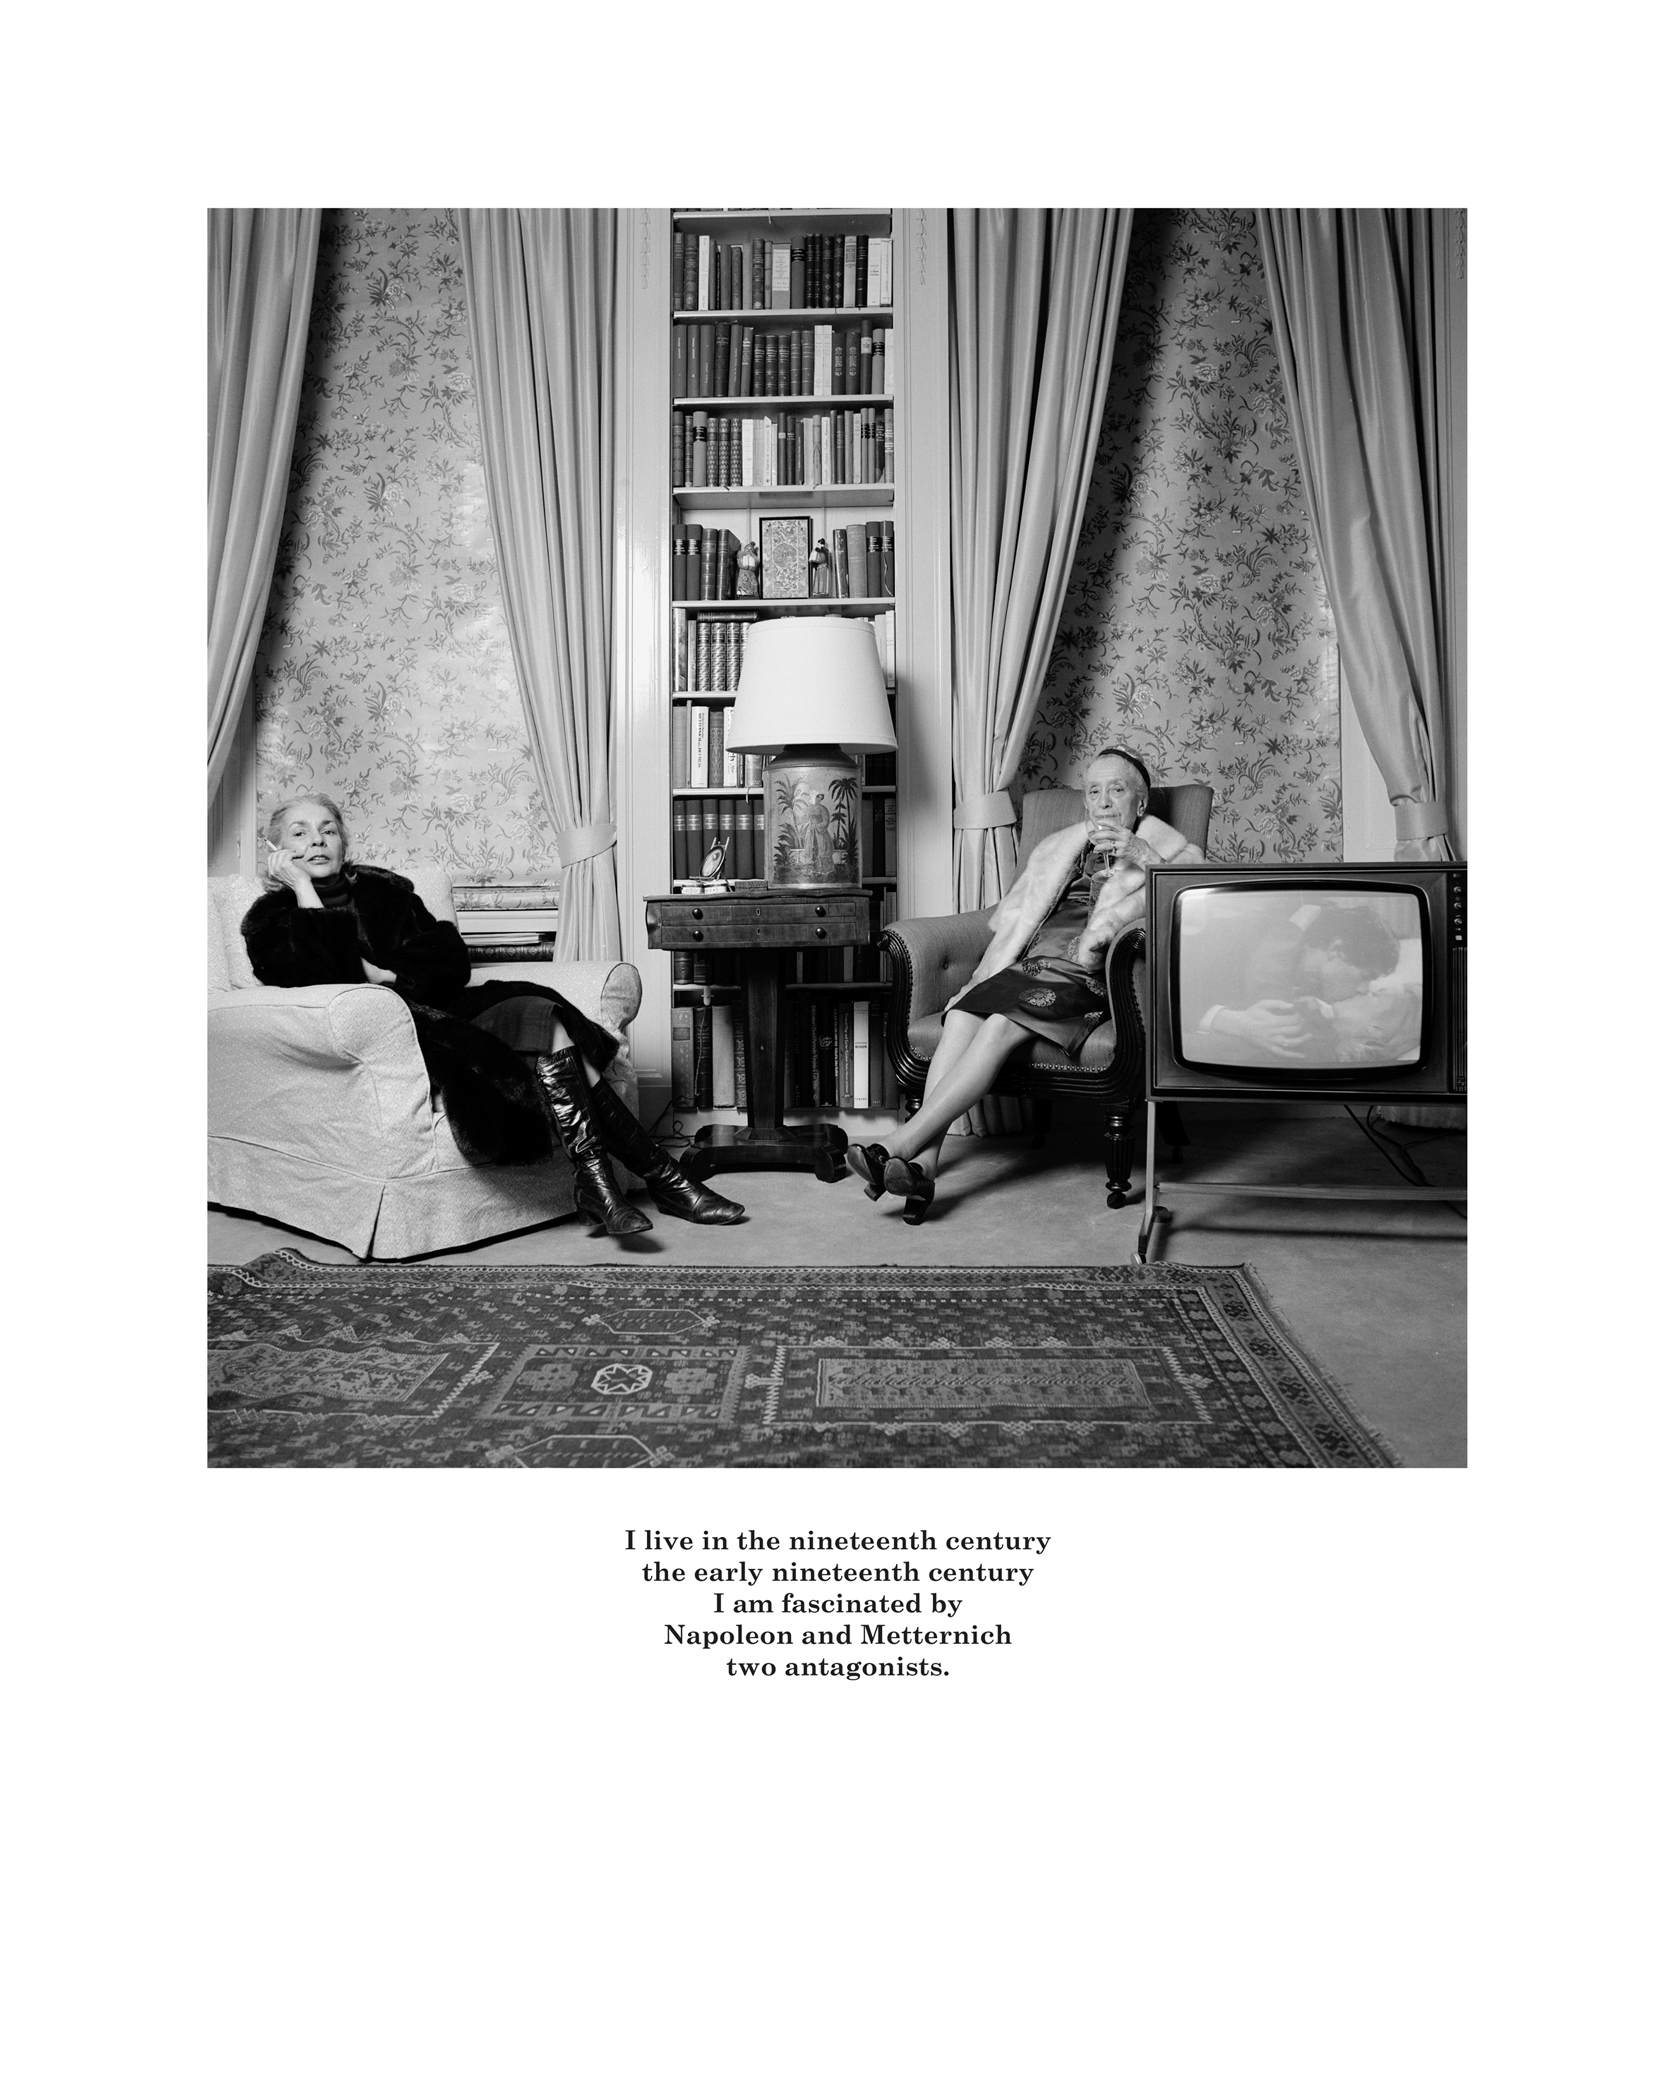 I live in the nineteenth century
the early nineteenth century
I am fascinated by
Napoleon and Metternich
two antagonists.